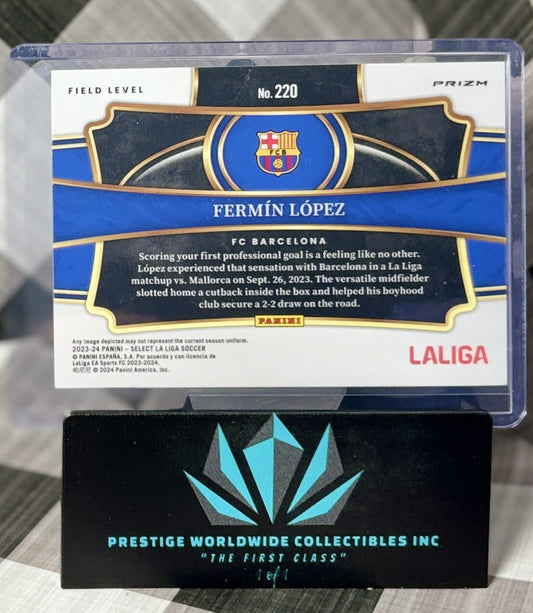 FIELD LEVEL
No. 220
PRIZM
F C B
FERMÍN LÓPEZ
FC BARCELONA
Scoring your first professional goal is a feeling like no other.
López experienced that sensation with Barcelona in a La Liga
matchup vs. Mallorca on Sept. 26, 2023. The versatile midfielder
slotted home a cutback inside the box and helped his boyhood
club secure a 2-2 draw on the road.
PANINI
Any image depicted may not represent the current season uniform.
2023-24 PANINI – SELECT LA LIGA SOCCER
© PANINI ESPAÑA, S.A. Por acuerdo y con licencia de
LaLiga EA Sports FC 2023-2024.
帕尼尼 © 2024 Panini America, Inc.
LALIGA
PRESTIGE WORLDWIDE COLLECTIBLES INC
"THE FIRST CLASS"
1 of 1